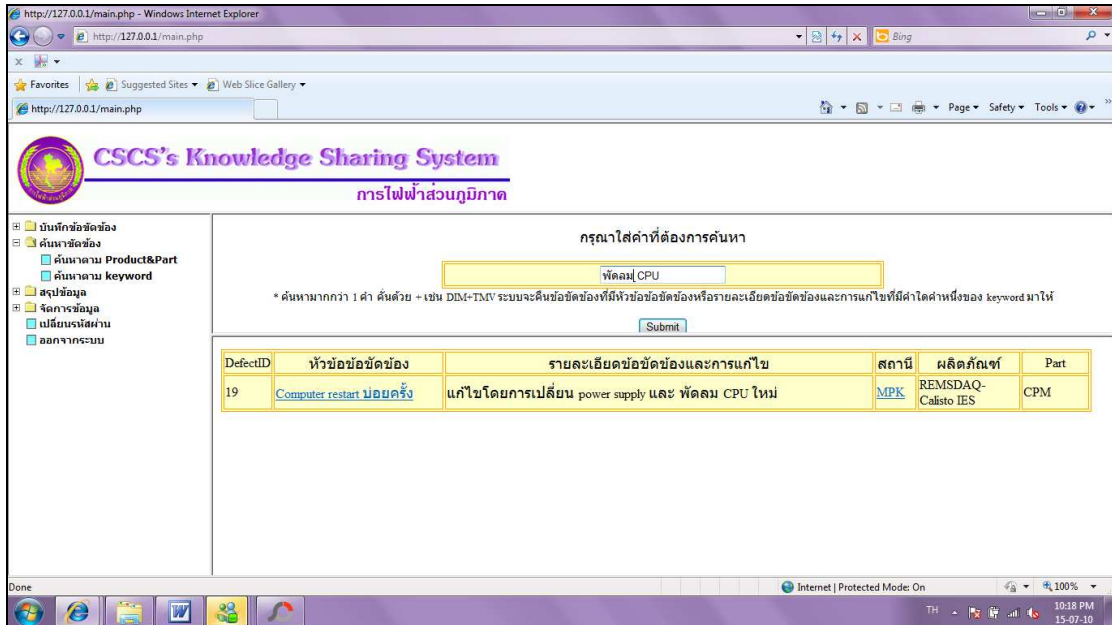 http://127.0.0.1/main.php - Windows Internet Explorer
http://127.0.0.1/main.php
Bing
Favorites
Suggested Sites
Web Slice Gallery
http://127.0.0.1/main.php
Page
Safety
Tools
CSCS's Knowledge Sharing System
การไฟฟ้าส่วนภูมิภาค
บันทึกข้อขัดข้อง
ค้นหาขัดข้อง
ค้นหาตาม Product&Part
ค้นหาตาม keyword
สรุปข้อมูล
จัดการข้อมูล
เปลี่ยนรหัสผ่าน
ออกจากระบบ
กรุณาใส่คำที่ต้องการค้นหา
พัดลม CPU
* ค้นหามากกว่า 1 คำ คั่นด้วย + เช่น DIM+TMV ระบบจะคืนข้อขัดข้องที่มีหัวข้อข้อขัดข้องหรือรายละเอียดข้อขัดข้องและการแก้ไขที่มีคำใดคำหนึ่งของ keyword มาให้
Submit
DefectID หัวข้อข้อขัดข้อง รายละเอียดข้อขัดข้องและการแก้ไข สถานี ผลิตภัณฑ์ Part
19 Computer restart บ่อยครั้ง แก้ไขโดยการเปลี่ยน power supply และ พัดลม CPU ใหม่ MPK REMSDAQ-Calisto IES CPM
Done
Internet | Protected Mode: On
100%
TH
10:18 PM
15-07-10